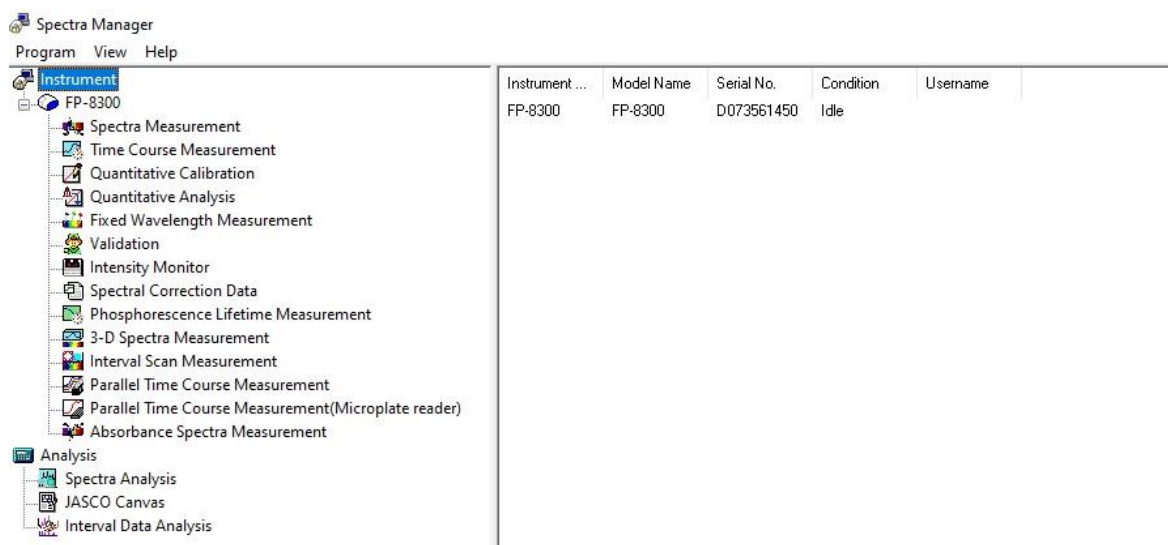 Spectra Manager
Program View Help
Instrument
FP-8300
Spectra Measurement
Time Course Measurement
Quantitative Calibration
Quantitative Analysis
Fixed Wavelength Measurement
Validation
Intensity Monitor
Spectral Correction Data
Phosphorescence Lifetime Measurement
3-D Spectra Measurement
Interval Scan Measurement
Parallel Time Course Measurement
Parallel Time Course Measurement(Microplate reader)
Absorbance Spectra Measurement
Analysis
Spectra Analysis
JASCO Canvas
Interval Data Analysis
Instrument ... Model Name Serial No. Condition Username
FP-8300 FP-8300 D073561450 Idle